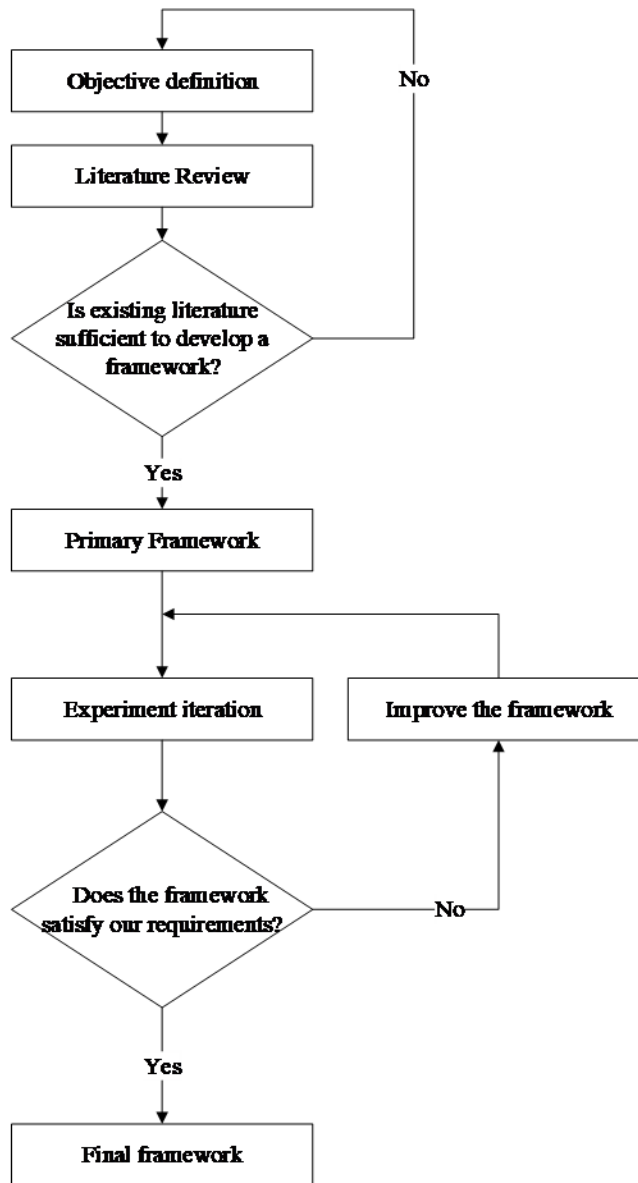 Objective definition
No
Literature Review
Is existing literature
sufficient to develop a
framework?
Yes
Primary Framework
Experiment iteration
Improve the framework
Does the framework
satisfy our requirements?
No
Yes
Final framework